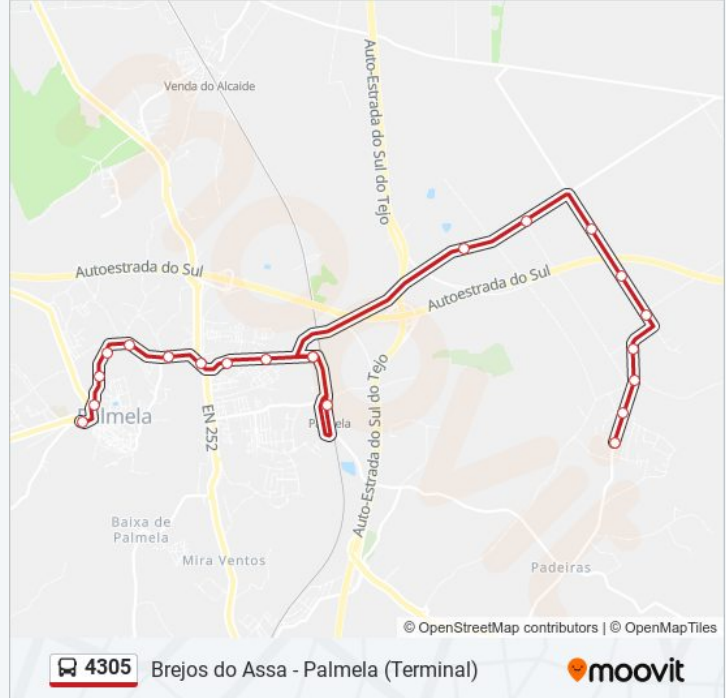 Venda do Alcaide
Auto-Estrada do Sul do Tejo
Autoestrada do Sul
Autoestrada do Sul
Palmela
EN 252
Auto-Estrada do Sul do Tejo
Baixa de
Palmela
Mira Ventos
Padeiras
© OpenStreetMap contributors | © OpenMapTiles
4305 Brejos do Assa - Palmela (Terminal)
moovit